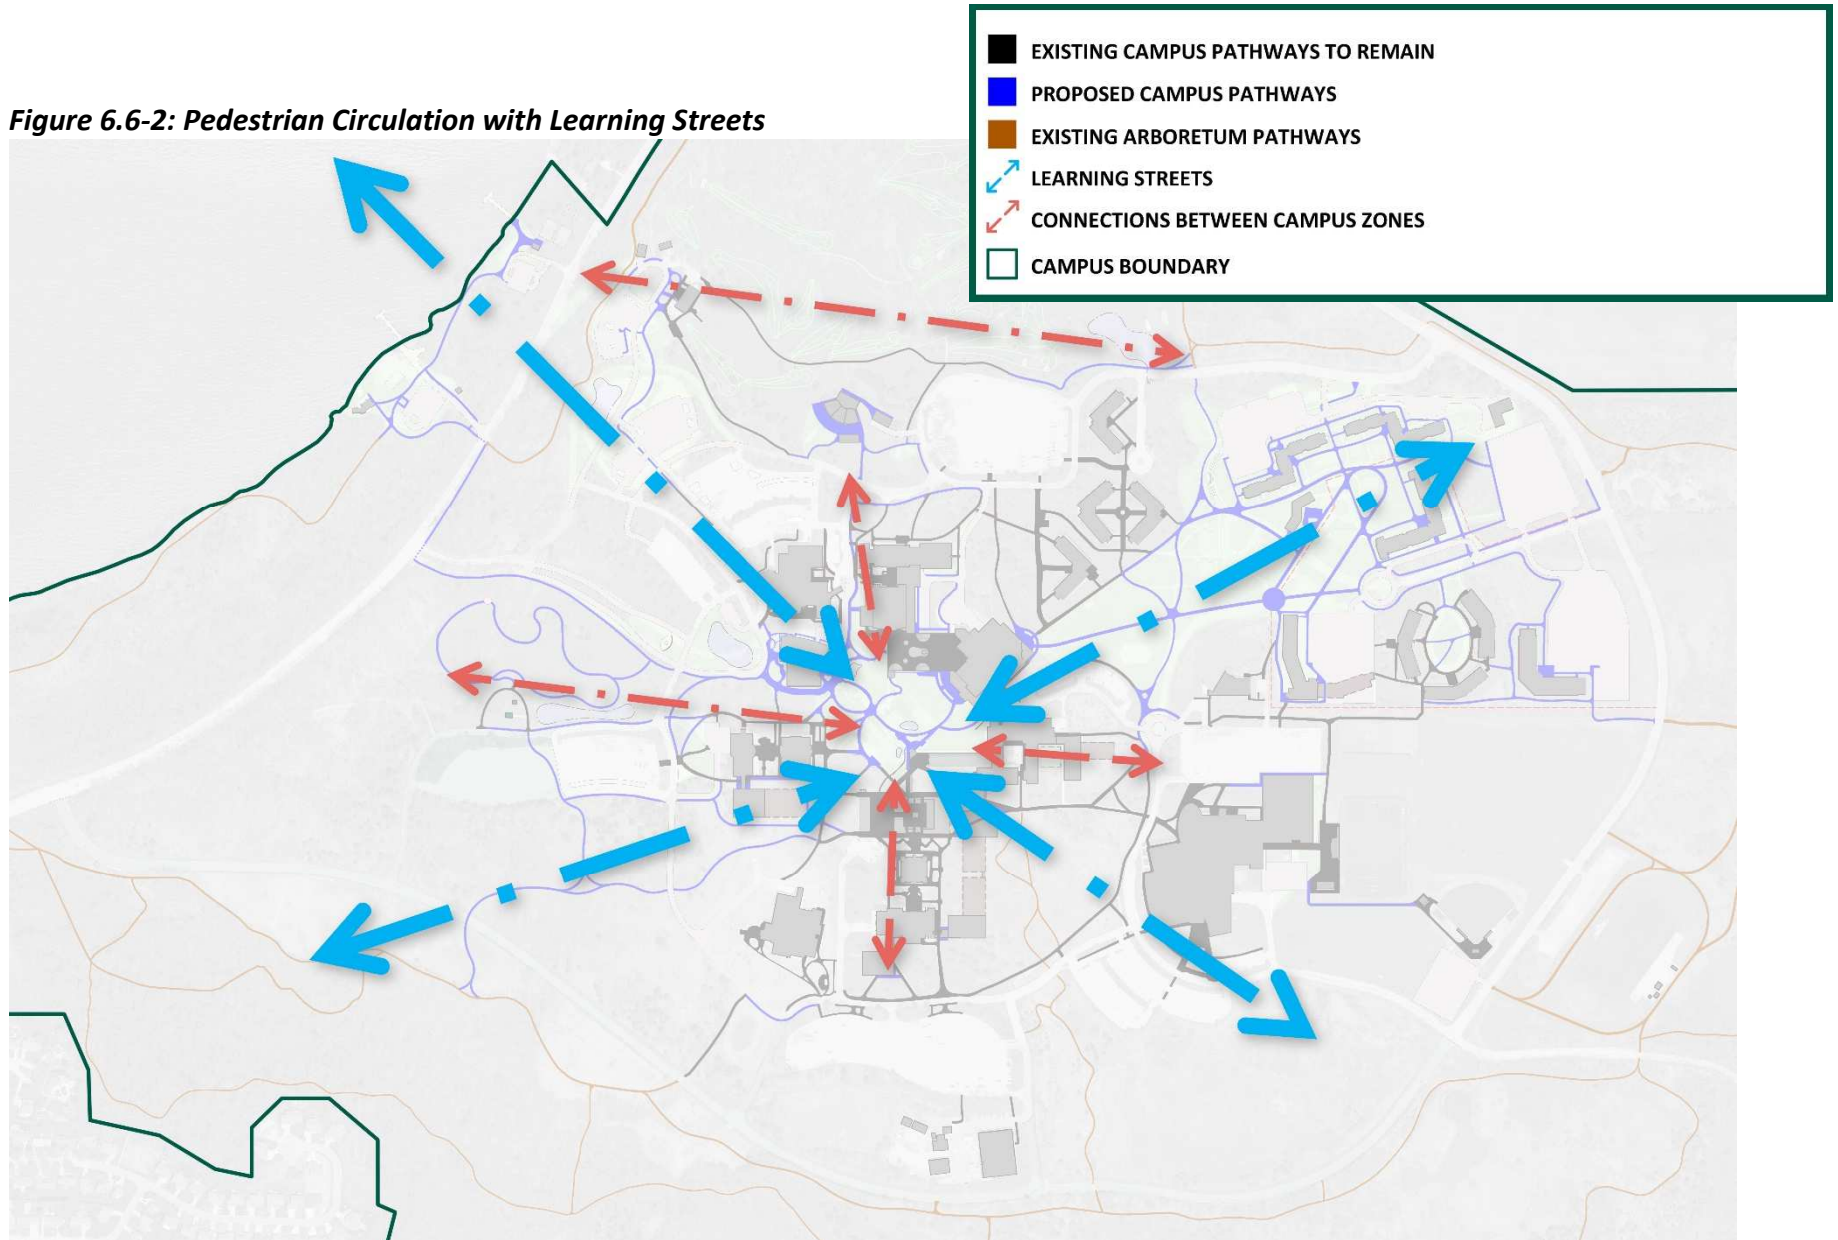 EXISTING CAMPUS PATHWAYS TO REMAIN
PROPOSED CAMPUS PATHWAYS
Figure 6.6-2: Pedestrian Circulation with Learning Streets
EXISTING ARBORETUM PATHWAYS
LEARNING STREETS
CONNECTIONS BETWEEN CAMPUS ZONES
CAMPUS BOUNDARY